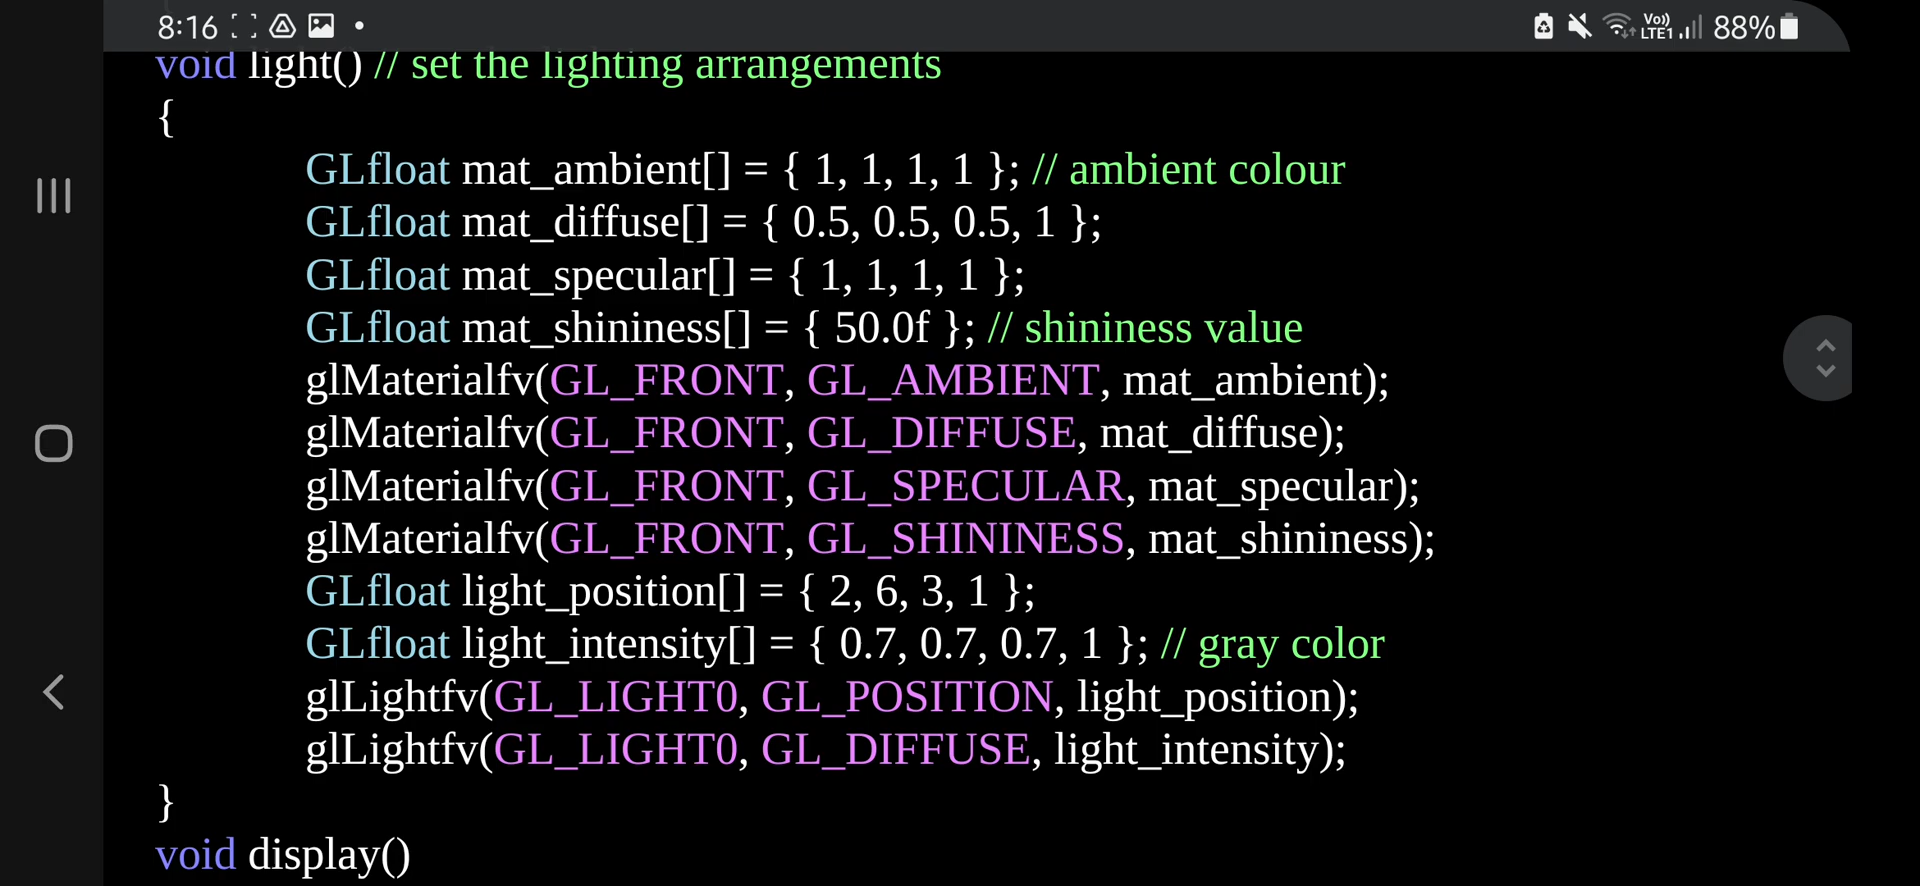 8:16 Vo)) LTE1 88%
void light() // set the lighting arrangements
{
GLfloat mat_ambient[] = { 1, 1, 1, 1 }; // ambient colour
GLfloat mat_diffuse[] = { 0.5, 0.5, 0.5, 1 };
GLfloat mat_specular[] = { 1, 1, 1, 1 };
GLfloat mat_shininess[] = { 50.0f }; // shininess value
glMaterialfv(GL_FRONT, GL_AMBIENT, mat_ambient);
glMaterialfv(GL_FRONT, GL_DIFFUSE, mat_diffuse);
glMaterialfv(GL_FRONT, GL_SPECULAR, mat_specular);
glMaterialfv(GL_FRONT, GL_SHININESS, mat_shininess);
GLfloat light_position[] = { 2, 6, 3, 1 };
GLfloat light_intensity[] = { 0.7, 0.7, 0.7, 1 }; // gray color
glLightfv(GL_LIGHT0, GL_POSITION, light_position);
glLightfv(GL_LIGHT0, GL_DIFFUSE, light_intensity);
}
void display()